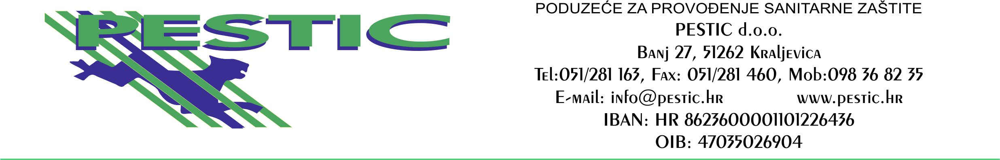 PESTIC
PODUZEĆE ZA PROVOĐENJE SANITARNE ZAŠTITE
PESTIC d.o.o.
Banj 27, 51262 Kraljevica
Tel:051/281 163, Fax: 051/281 460, Mob:098 36 82 35
E-mail: info@pestic.hr www.pestic.hr
IBAN: HR 8623600001101226436
OIB: 47035026904